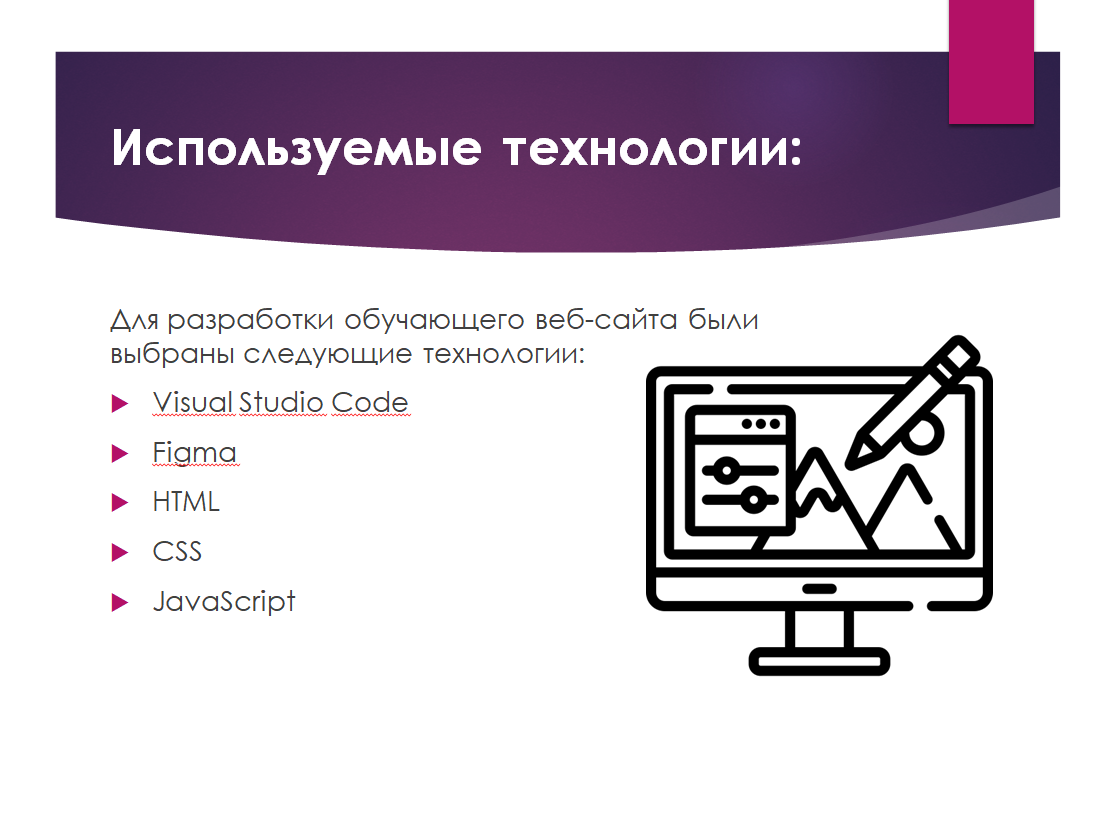 Используемые технологии:
Для разработки обучающего веб-сайта были
выбраны следующие технологии:
Visual Studio Code
Figma
HTML
CSS
JavaScript